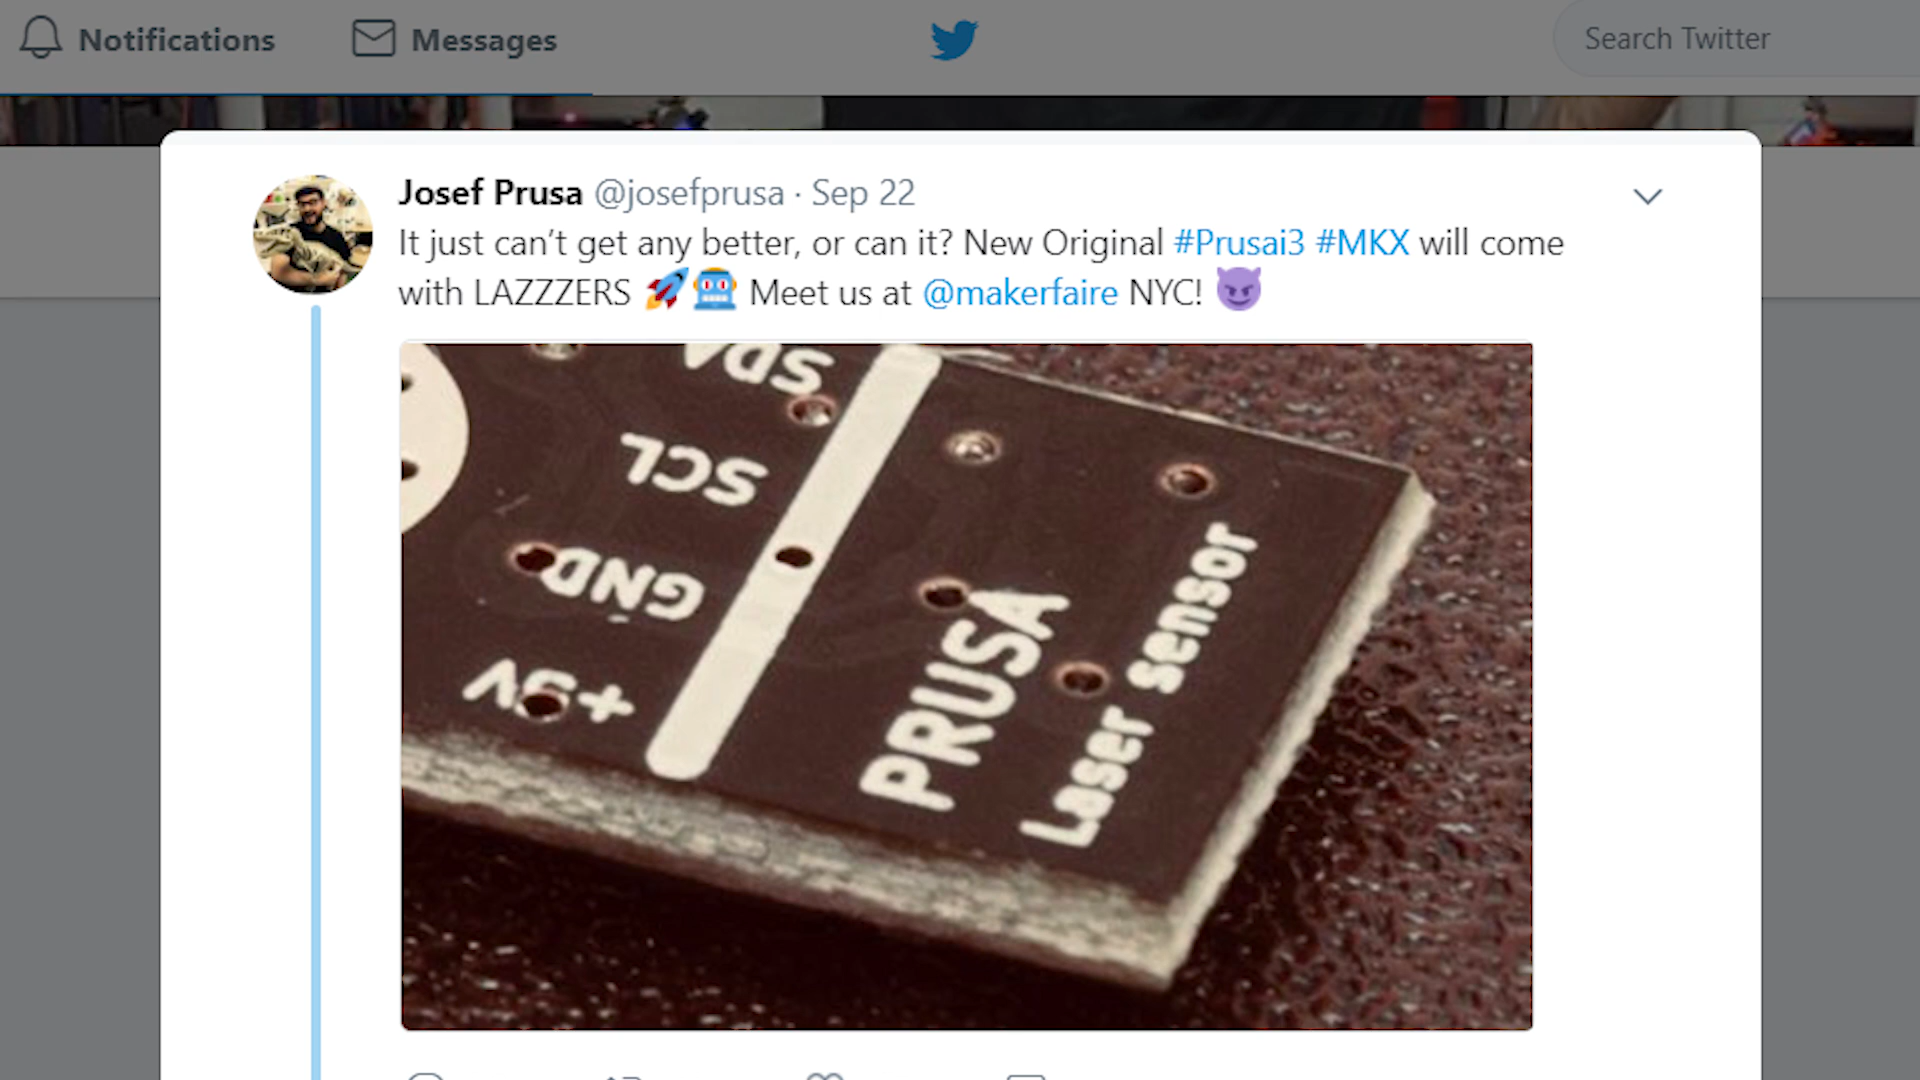 Notifications
Messages
Search Twitter
Josef Prusa @josefprusa · Sep 22
It just can’t get any better, or can it? New Original #Prusai3 #MKX will come
with LAZZZERS 🚀🤖 Meet us at @makerfaire NYC! 😈
SDA
SCL
GND
+5V
PRUSA
Laser sensor